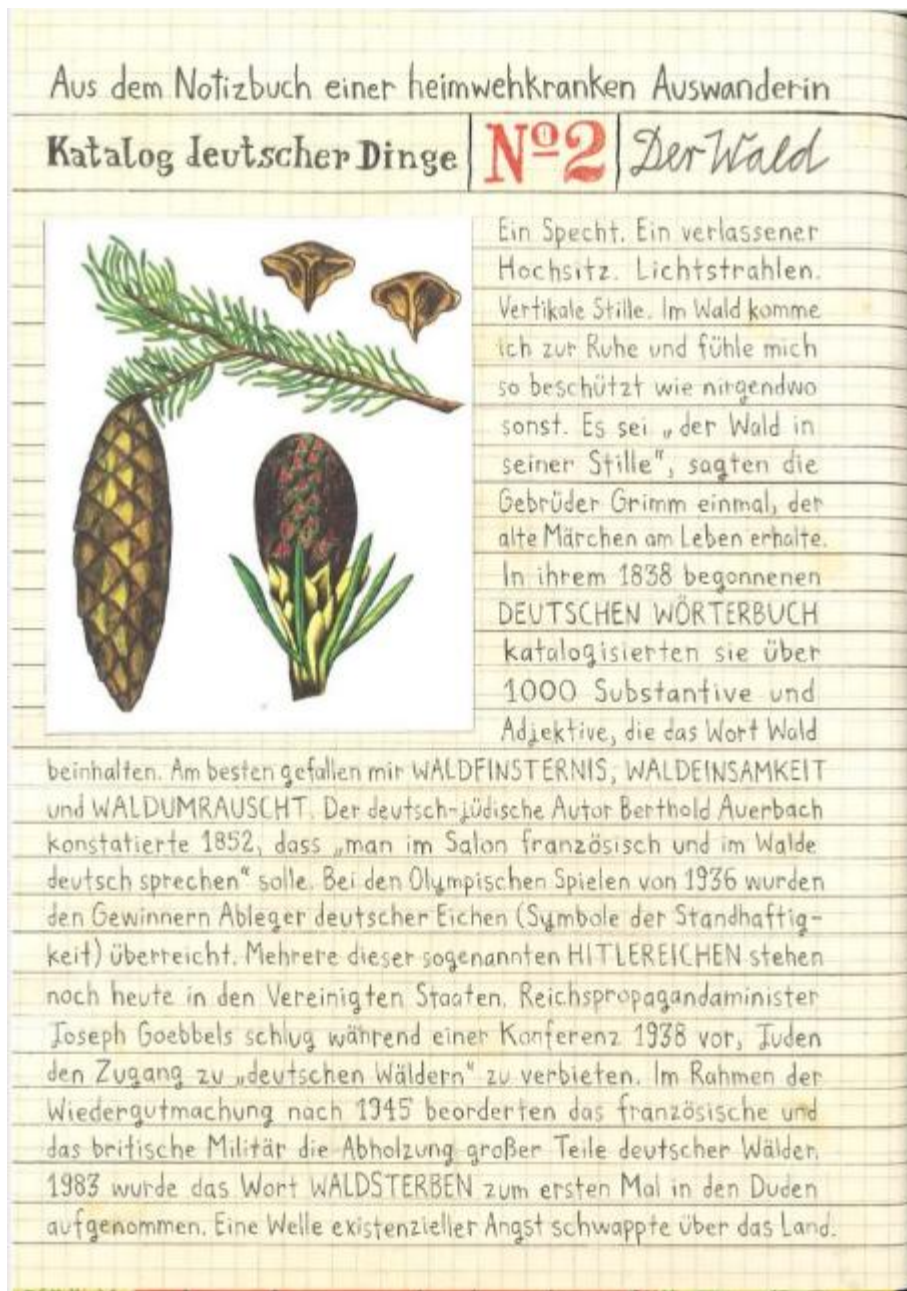 Aus dem Notizbuch einer heimwehkranken Auswanderin
Katalog deutscher Dinge Nº2 Der Wald
Ein Specht. Ein verlassener
Hochsitz. Lichtstrahlen.
Vertikale Stille. Im Wald komme
ich zur Ruhe und fühle mich
so beschützt wie nirgendwo
sonst. Es sei „der Wald in
seiner Stille", sagten die
Gebrüder Grimm einmal, der
alte Märchen am Leben erhalte.
In ihrem 1838 begonnenen
DEUTSCHEN WÖRTERBUCH
katalogisierten sie über
1000 Substantive und
Adjektive, die das Wort Wald
beinhalten. Am besten gefallen mir WALDFINSTERNIS, WALDEINSAMKEIT
und WALDUMRAUSCHT. Der deutsch-jüdische Autor Berthold Auerbach
konstatierte 1852, dass „man im Salon französisch und im Walde
deutsch sprechen" solle. Bei den Olympischen Spielen von 1936 wurden
den Gewinnern Ableger deutscher Eichen (Symbole der Standhaftig-
keit) überreicht. Mehrere dieser sogenannten HITLEREICHEN stehen
noch heute in den Vereinigten Staaten. Reichspropagandaminister
Joseph Goebbels schlug während einer Konferenz 1938 vor, Juden
den Zugang zu „deutschen Wäldern" zu verbieten. Im Rahmen der
Wiedergutmachung nach 1945 beorderten das französische und
das britische Militär die Abholzung großer Teile deutscher Wälder.
1983 wurde das Wort WALDSTERBEN zum ersten Mal in den Duden
aufgenommen. Eine Welle existenzieller Angst schwappte über das Land.